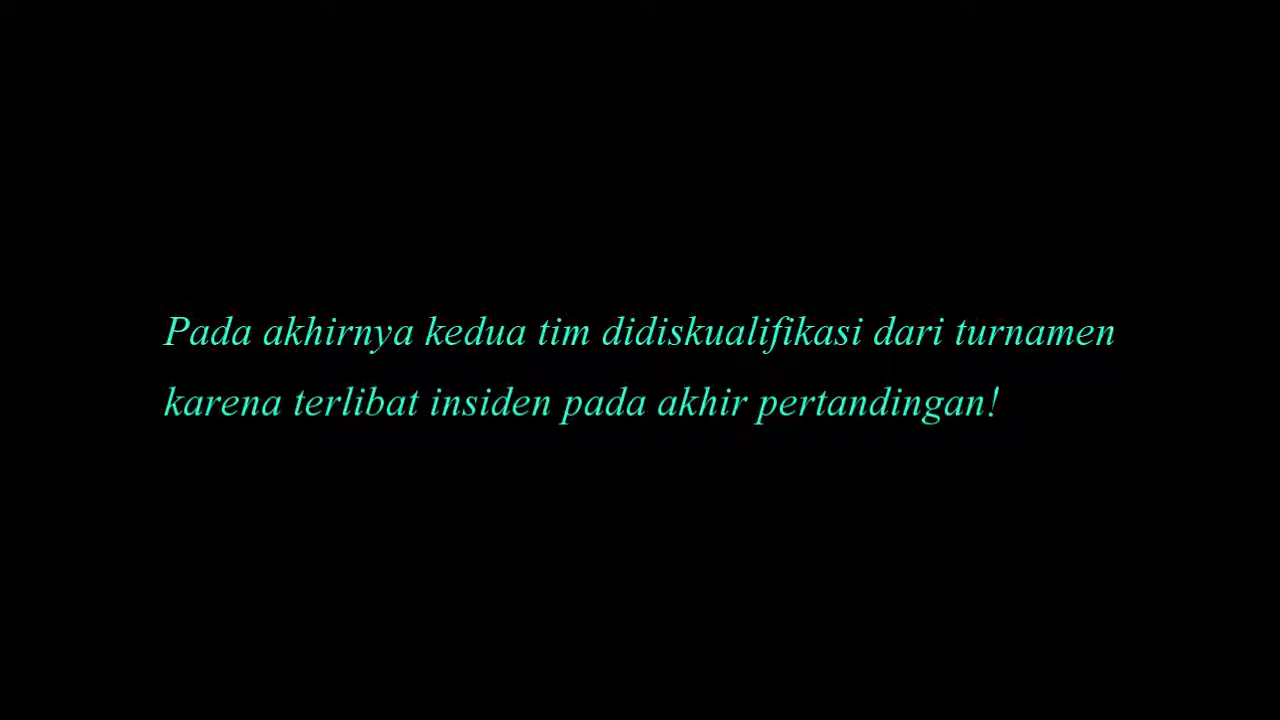 Pada akhirnya kedua tim didiskualifikasi dari turnamen
karena terlibat insiden pada akhir pertandingan!